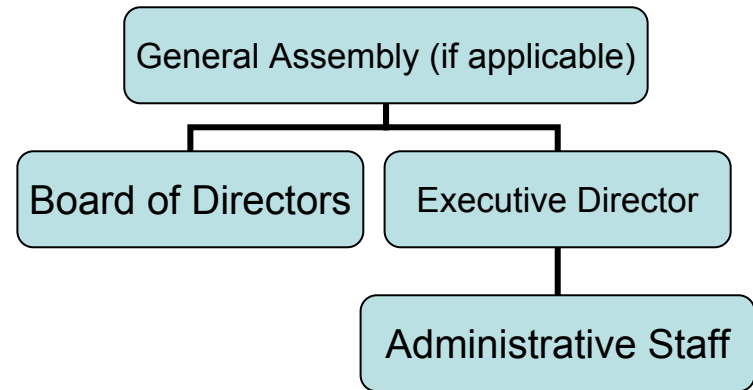 General Assembly (if applicable)
Board of Directors
Executive Director
Administrative Staff